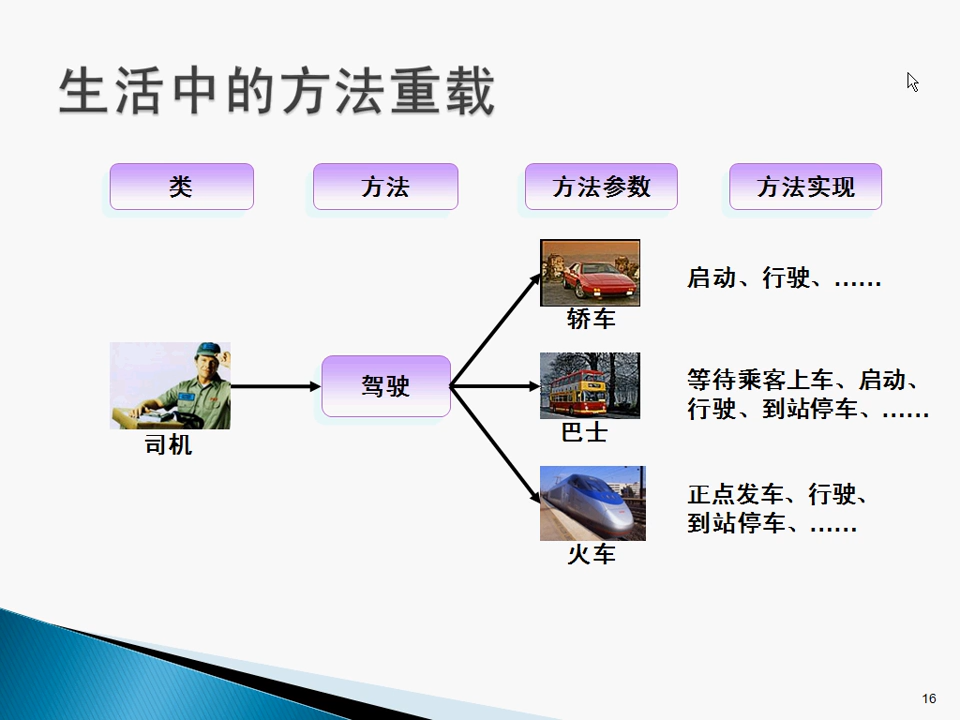 生活中的方法重载
类
方法
方法参数
方法实现
启动、行驶、……
轿车
司机
驾驶
等待乘客上车、启动、
行驶、到站停车、……
巴士
正点发车、行驶、
到站停车、……
火车
16